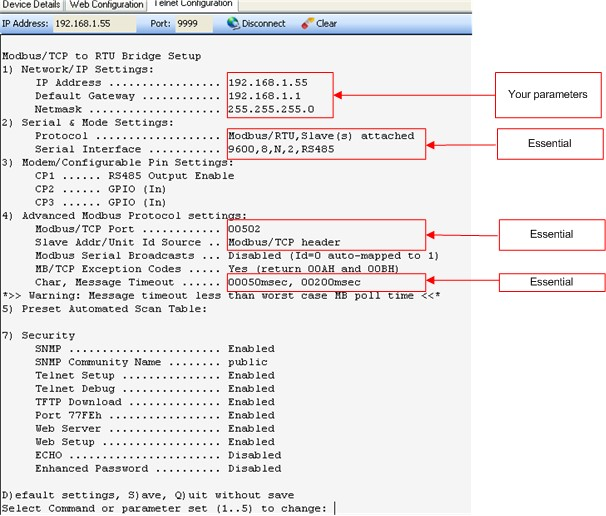 Device Details Web Configuration Telnet Configuration
IP Address: 192.168.1.55 Port: 9999 Disconnect Clear
Modbus/TCP to RTU Bridge Setup
1) Network/IP Settings:
IP Address ................ 192.168.1.55
Default Gateway ........... 192.168.1.1
Netmask ................... 255.255.255.0
Your parameters
2) Serial & Mode Settings:
Protocol .................. Modbus/RTU,Slave(s) attached
Serial Interface .......... 9600,8,N,2,RS485
Essential
3) Modem/Configurable Pin Settings:
CP1 ...... RS485 Output Enable
CP2 ...... GPIO (In)
CP3 ...... GPIO (In)
4) Advanced Modbus Protocol settings:
Modbus/TCP Port ........... 00502
Slave Addr/Unit Id Source .. Modbus/TCP header
Essential
Modbus Serial Broadcasts ... Disabled (Id=0 auto-mapped to 1)
MB/TCP Exception Codes ..... Yes (return 00AH and 00BH)
Char, Message Timeout ...... 00050msec, 00200msec
Essential
*>> Warning: Message timeout less than worst case MB poll time <<*
5) Preset Automated Scan Table:
7) Security
SNMP ....................... Enabled
SNMP Community Name ........ public
Telnet Setup ............... Enabled
Telnet Debug ............... Enabled
TFTP Download .............. Enabled
Port 77FEh ................. Enabled
Web Server ................. Enabled
Web Setup .................. Enabled
ECHO ....................... Disabled
Enhanced Password .......... Disabled
D)efault settings, S)ave, Q)uit without save
Select Command or parameter set (1..5) to change: